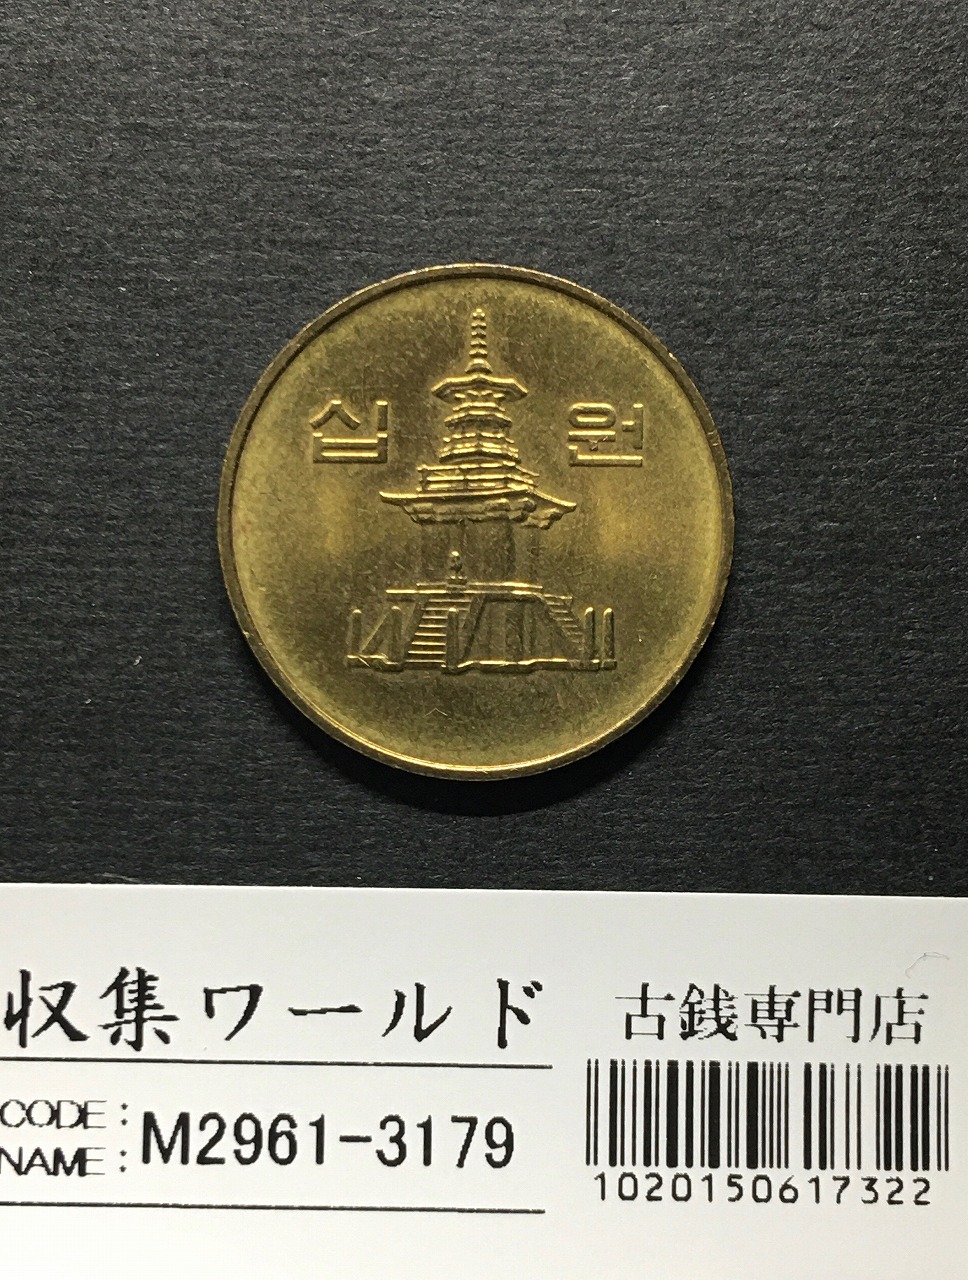 십 원
収集ワールド 古銭専門店
CODE:
NAME: M2961-3179
1020150617322